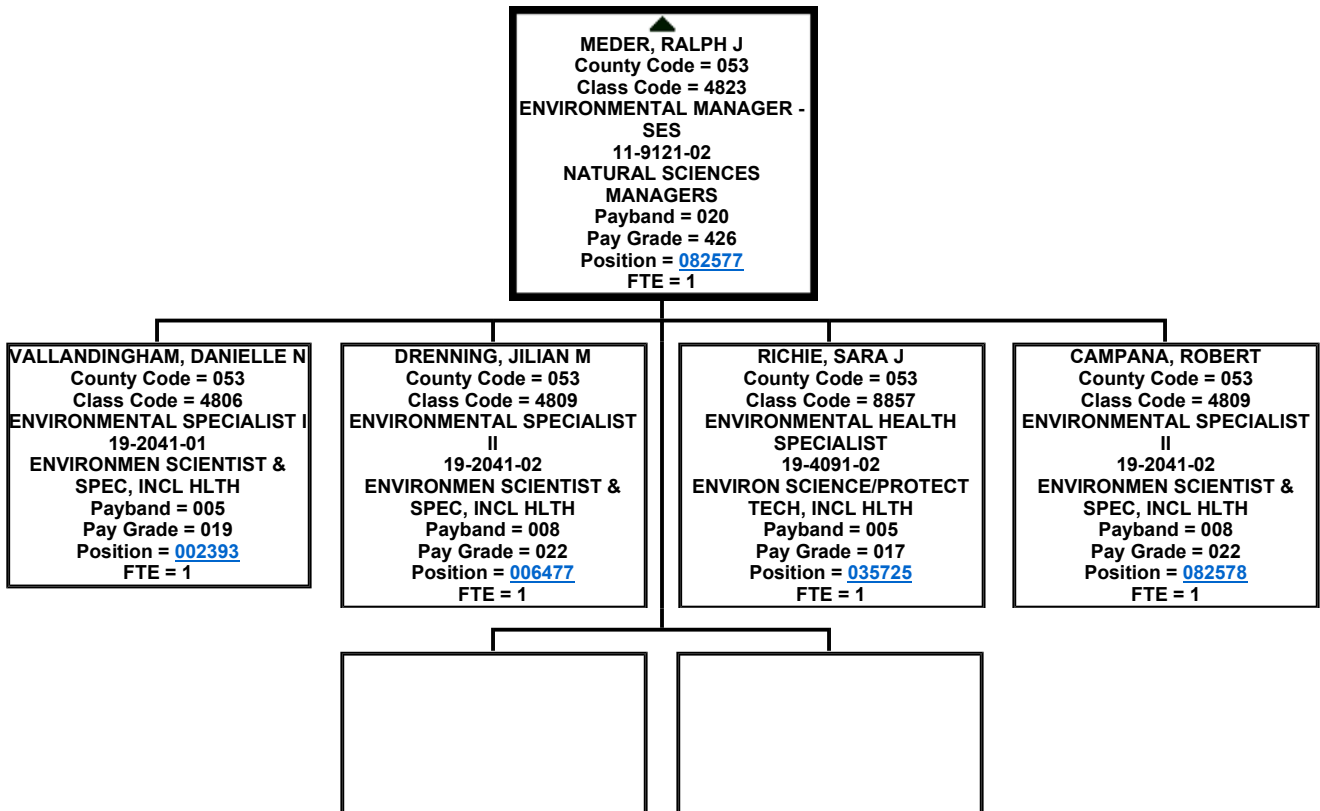 MEDER, RALPH J
County Code = 053
Class Code = 4823
ENVIRONMENTAL MANAGER -
SES
11-9121-02
NATURAL SCIENCES
MANAGERS
Payband = 020
Pay Grade = 426
Position = 082577
FTE = 1
VALLANDINGHAM, DANIELLE N
County Code = 053
Class Code = 4806
ENVIRONMENTAL SPECIALIST I
19-2041-01
ENVIRONMEN SCIENTIST &
SPEC, INCL HLTH
Payband = 005
Pay Grade = 019
Position = 002393
FTE = 1
DRENNING, JILIAN M
County Code = 053
Class Code = 4809
ENVIRONMENTAL SPECIALIST
II
19-2041-02
ENVIRONMEN SCIENTIST &
SPEC, INCL HLTH
Payband = 008
Pay Grade = 022
Position = 006477
FTE = 1
RICHIE, SARA J
County Code = 053
Class Code = 8857
ENVIRONMENTAL HEALTH
SPECIALIST
19-4091-02
ENVIRON SCIENCE/PROTECT
TECH, INCL HLTH
Payband = 005
Pay Grade = 017
Position = 035725
FTE = 1
CAMPANA, ROBERT
County Code = 053
Class Code = 4809
ENVIRONMENTAL SPECIALIST
II
19-2041-02
ENVIRONMEN SCIENTIST &
SPEC, INCL HLTH
Payband = 008
Pay Grade = 022
Position = 082578
FTE = 1